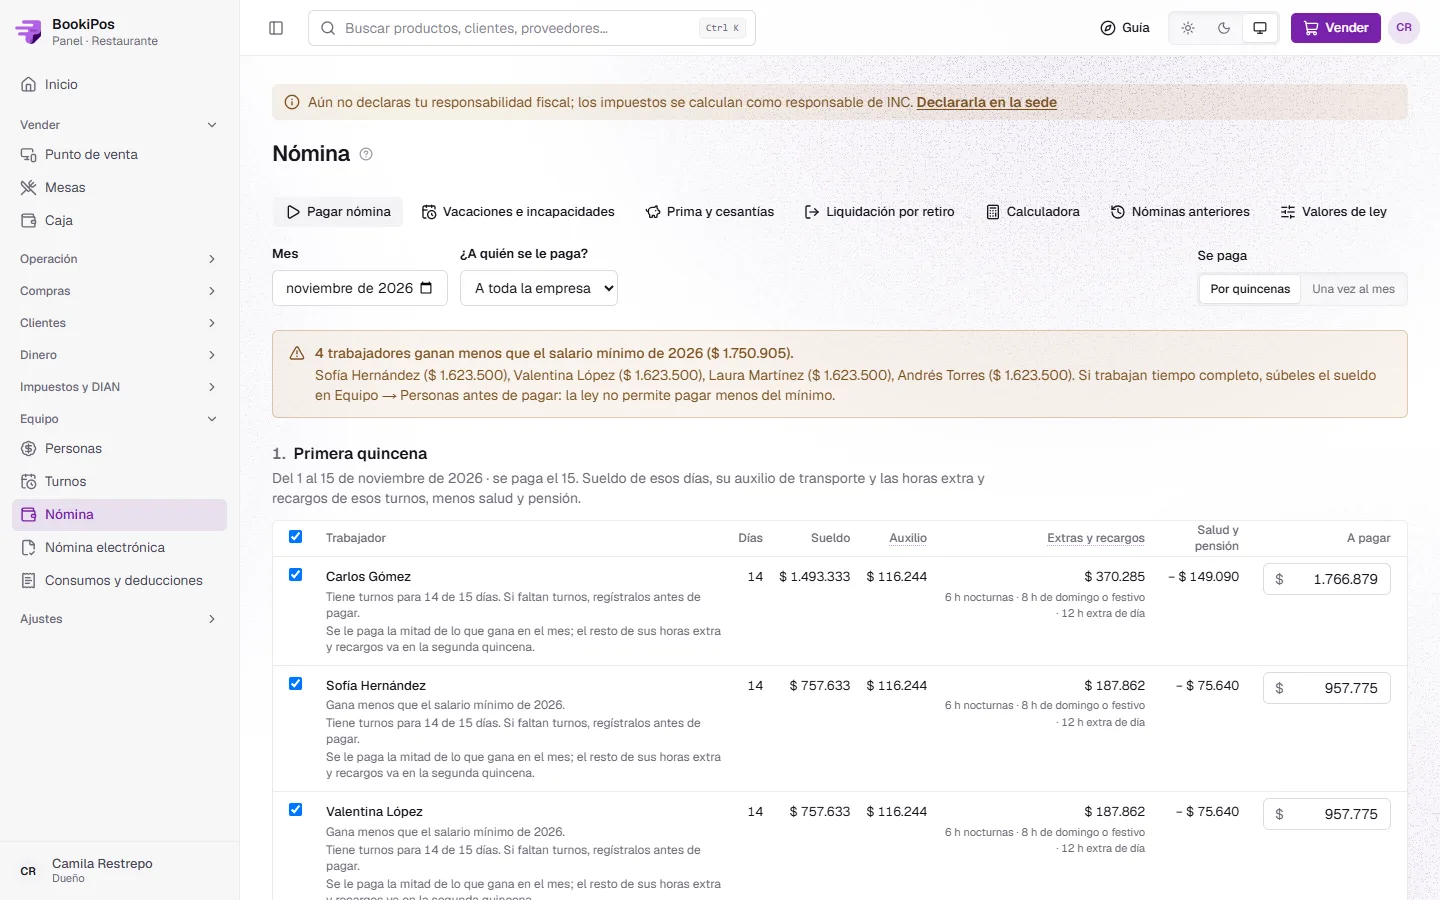 BookiPos
Panel · Restaurante
Inicio
Vender
Punto de venta
Mesas
Caja
Operación
Compras
Clientes
Dinero
Impuestos y DIAN
Equipo
Personas
Turnos
Nómina
Nómina electrónica
Consumos y deducciones
Ajustes
CR
Camila Restrepo
Dueño
Buscar productos, clientes, proveedores...
Ctrl K
Guía
Vender
CR
Aún no declaras tu responsabilidad fiscal; los impuestos se calculan como responsable de INC. Declararla en la sede
Nómina
Pagar nómina
Vacaciones e incapacidades
Prima y cesantías
Liquidación por retiro
Calculadora
Nóminas anteriores
Valores de ley
Mes
noviembre de 2026
¿A quién se le paga?
A toda la empresa
Se paga
Por quincenas
Una vez al mes
4 trabajadores ganan menos que el salario mínimo de 2026 ($ 1.750.905).
Sofía Hernández ($ 1.623.500), Valentina López ($ 1.623.500), Laura Martínez ($ 1.623.500), Andrés Torres ($ 1.623.500). Si trabajan tiempo completo, súbeles el sueldo
en Equipo → Personas antes de pagar: la ley no permite pagar menos del mínimo.
1. Primera quincena
Del 1 al 15 de noviembre de 2026 · se paga el 15. Sueldo de esos días, su auxilio de transporte y las horas extra y
recargos de esos turnos, menos salud y pensión.
Trabajador Días Sueldo Auxilio Extras y recargos Salud y
pensión A pagar
Carlos Gómez 14 $ 1.493.333 $ 116.244 $ 370.285 − $ 149.090 $ 1.766.879
Tiene turnos para 14 de 15 días. Si faltan turnos, regístralos antes de
pagar.
Se le paga la mitad de lo que gana en el mes; el resto de sus horas extra
y recargos va en la segunda quincena.
6 h nocturnas · 8 h de domingo o festivo
· 12 h extra de día
Sofía Hernández 14 $ 757.633 $ 116.244 $ 187.862 − $ 75.640 $ 957.775
Gana menos que el salario mínimo de 2026.
Tiene turnos para 14 de 15 días. Si faltan turnos, regístralos antes de
pagar.
Se le paga la mitad de lo que gana en el mes; el resto de sus horas extra
y recargos va en la segunda quincena.
6 h nocturnas · 8 h de domingo o festivo
· 12 h extra de día
Valentina López 14 $ 757.633 $ 116.244 $ 187.862 − $ 75.640 $ 957.775
Gana menos que el salario mínimo de 2026.
Tiene turnos para 14 de 15 días. Si faltan turnos, regístralos antes de
pagar.
Se le paga la mitad de lo que gana en el mes; el resto de sus horas extra
y recargos va en la segunda quincena.
6 h nocturnas · 8 h de domingo o festivo
· 12 h extra de día